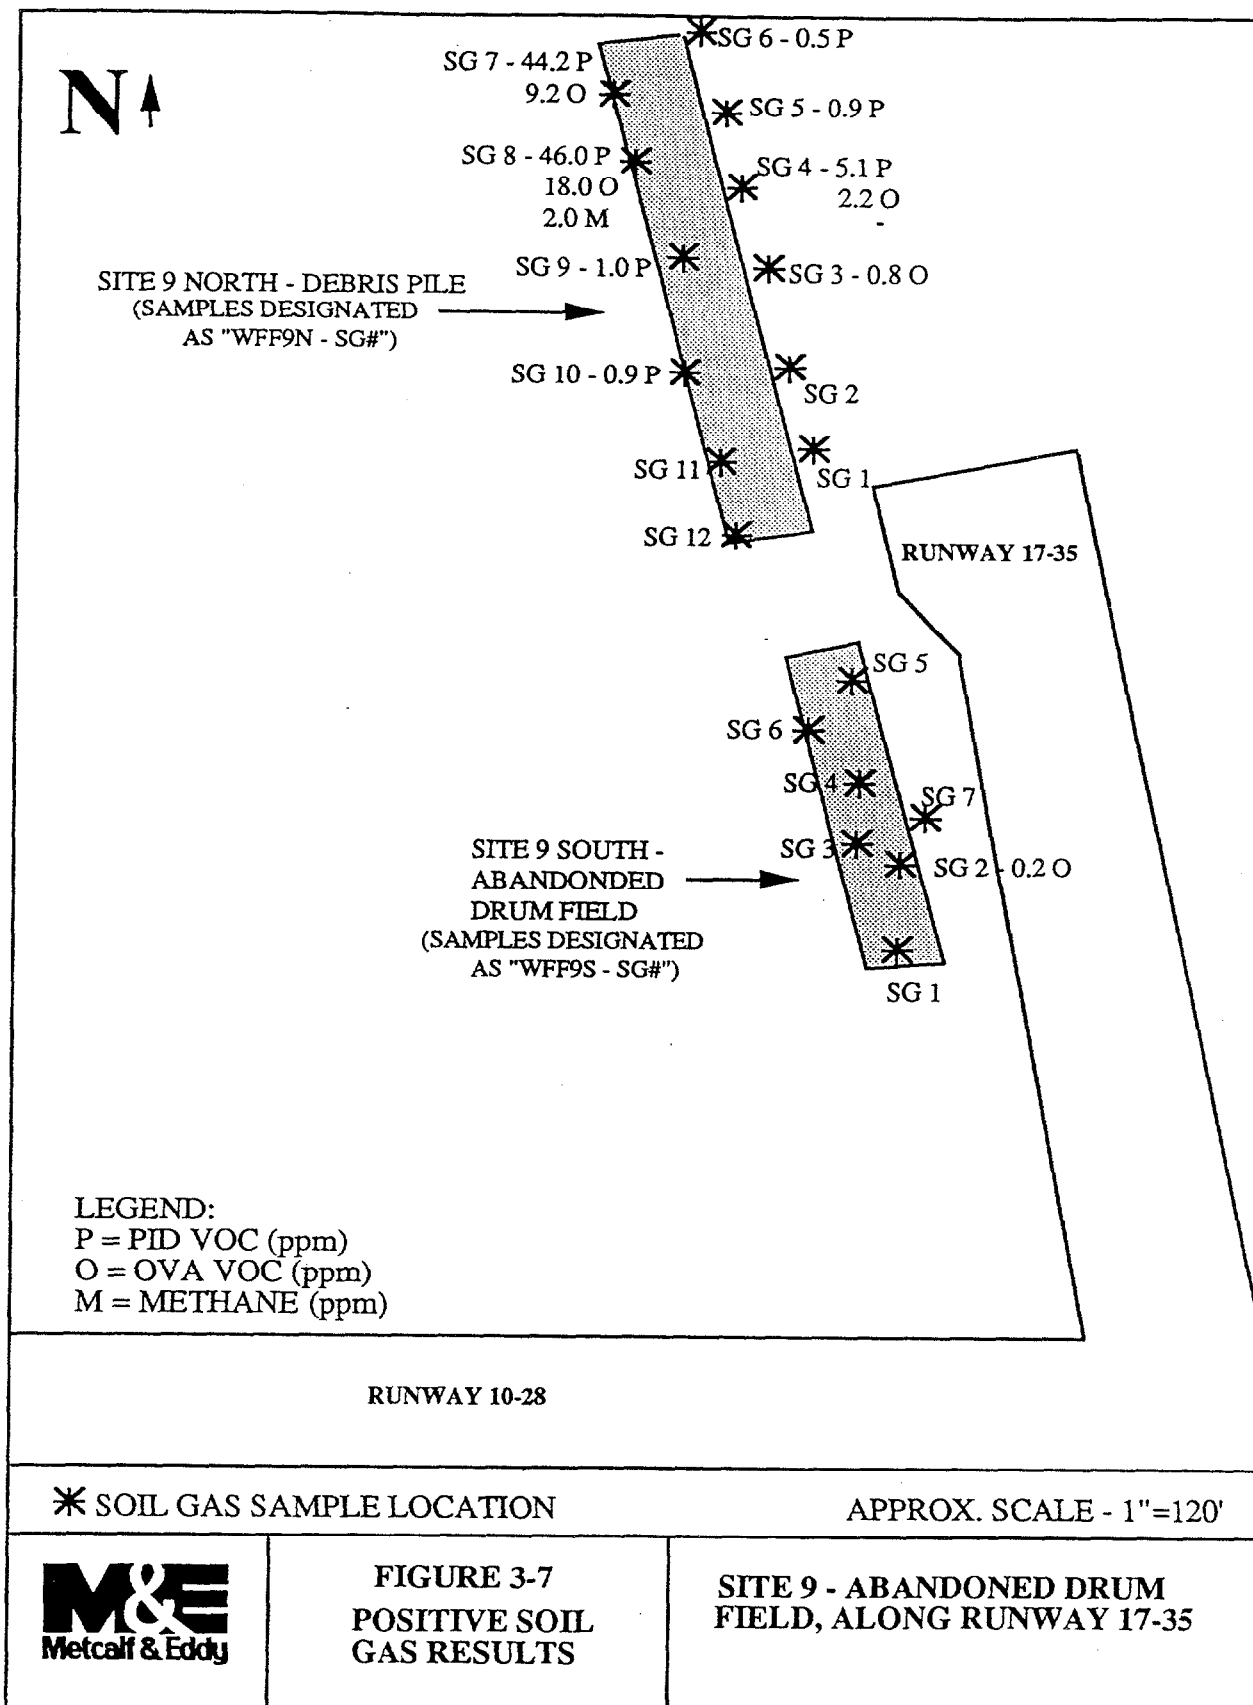 N
SG 6 - 0.5 P
SG 7 - 44.2 P
9.2 O
SG 5 - 0.9 P
SG 8 - 46.0 P
18.0 O
2.0 M
SG 4 - 5.1 P
2.2 O
SG 9 - 1.0 P
SG 3 - 0.8 O
SITE 9 NORTH - DEBRIS PILE
(SAMPLES DESIGNATED
AS "WFF9N - SG#")
SG 10 - 0.9 P
SG 2
SG 11
SG 1
SG 12
RUNWAY 17-35
SG 5
SG 6
SG 4
SG 7
SG 3
SG 2 - 0.2 O
SITE 9 SOUTH -
ABANDONDED
DRUM FIELD
(SAMPLES DESIGNATED
AS "WFF9S - SG#")
SG 1
LEGEND:
P = PID VOC (ppm)
O = OVA VOC (ppm)
M = METHANE (ppm)
RUNWAY 10-28
SOIL GAS SAMPLE LOCATION
APPROX. SCALE - 1"=120'
M&E
Metcalf & Eddy
FIGURE 3-7
POSITIVE SOIL
GAS RESULTS
SITE 9 - ABANDONED DRUM
FIELD, ALONG RUNWAY 17-35